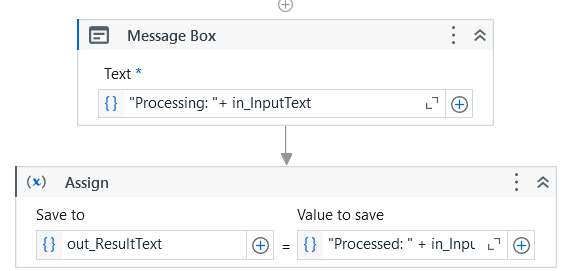 Message Box
Text *
{} "Processing: "+ in_InputText
(x) Assign
Save to
Value to save
{} out_ResultText = {} "Processed: " + in_Inpu